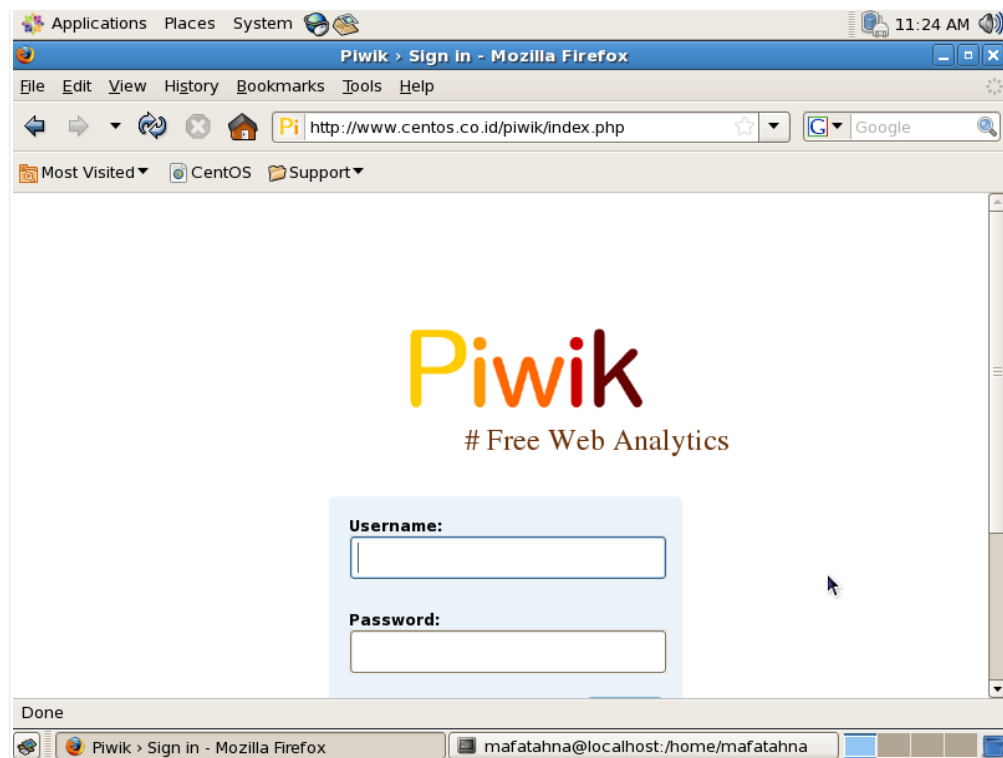 Applications Places System 11:24 AM
Piwik › Sign in - Mozilla Firefox
File Edit View History Bookmarks Tools Help
Pi http://www.centos.co.id/piwik/index.php G Google
Most Visited CentOS Support
Piwik
# Free Web Analytics
Username:
Password:
Done
Piwik › Sign in - Mozilla Firefox mafatahna@localhost:/home/mafatahna